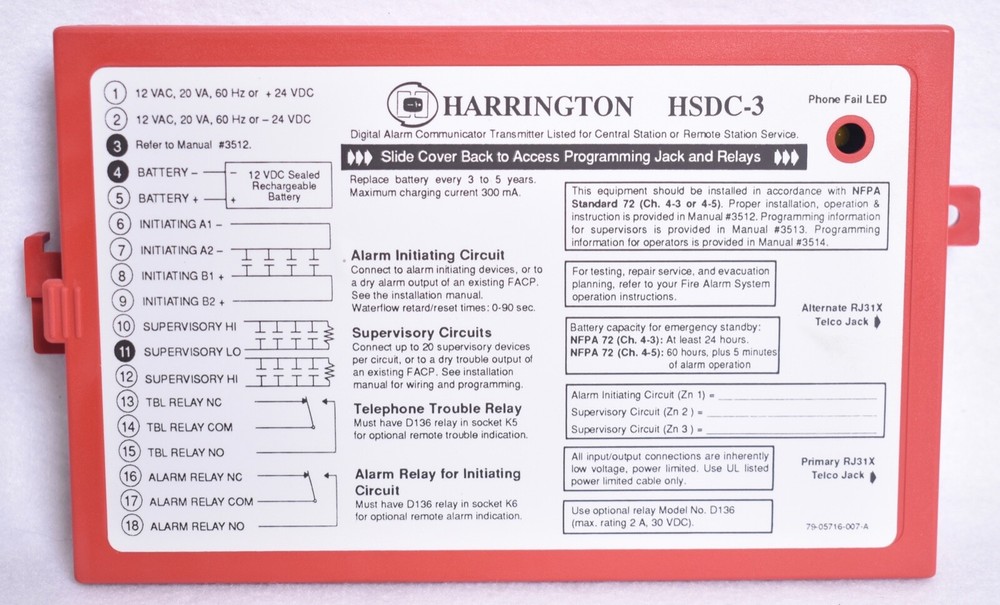 HARRINGTON HSDC-3
Digital Alarm Communicator Transmitter Listed for Central Station or Remote Station Service.
Slide Cover Back to Access Programming Jack and Relays
Phone Fail LED
1 12 VAC, 20 VA, 60 Hz or + 24 VDC
2 12 VAC, 20 VA, 60 Hz or – 24 VDC
3 Refer to Manual #3512.
4 BATTERY –
5 BATTERY +
– 12 VDC Sealed
Rechargeable
+ Battery
6 INITIATING A1 –
7 INITIATING A2 –
8 INITIATING B1 +
9 INITIATING B2 +
10 SUPERVISORY HI
11 SUPERVISORY LO
12 SUPERVISORY HI
13 TBL RELAY NC
14 TBL RELAY COM
15 TBL RELAY NO
16 ALARM RELAY NC
17 ALARM RELAY COM
18 ALARM RELAY NO
Replace battery every 3 to 5 years.
Maximum charging current 300 mA.
Alarm Initiating Circuit
Connect to alarm initiating devices, or to
a dry alarm output of an existing FACP.
See the installation manual.
Waterflow retard/reset times: 0-90 sec.
Supervisory Circuits
Connect up to 20 supervisory devices
per circuit, or to a dry trouble output of
an existing FACP. See installation
manual for wiring and programming.
Telephone Trouble Relay
Must have D136 relay in socket K5
for optional remote trouble indication.
Alarm Relay for Initiating
Circuit
Must have D136 relay in socket K6
for optional remote alarm indication.
This equipment should be installed in accordance with NFPA
Standard 72 (Ch. 4-3 or 4-5). Proper installation, operation &
instruction is provided in Manual #3512. Programming information
for supervisors is provided in Manual #3513. Programming
information for operators is provided in Manual #3514.
For testing, repair service, and evacuation
planning, refer to your Fire Alarm System
operation instructions.
Battery capacity for emergency standby:
NFPA 72 (Ch. 4-3): At least 24 hours.
NFPA 72 (Ch. 4-5): 60 hours, plus 5 minutes
of alarm operation
Alarm Initiating Circuit (Zn 1) =
Supervisory Circuit (Zn 2 ) =
Supervisory Circuit (Zn 3 ) =
All input/output connections are inherently
low voltage, power limited. Use UL listed
power limited cable only.
Use optional relay Model No. D136
(max. rating 2 A, 30 VDC).
Alternate RJ31X
Telco Jack
Primary RJ31X
Telco Jack
79-05716-007-A